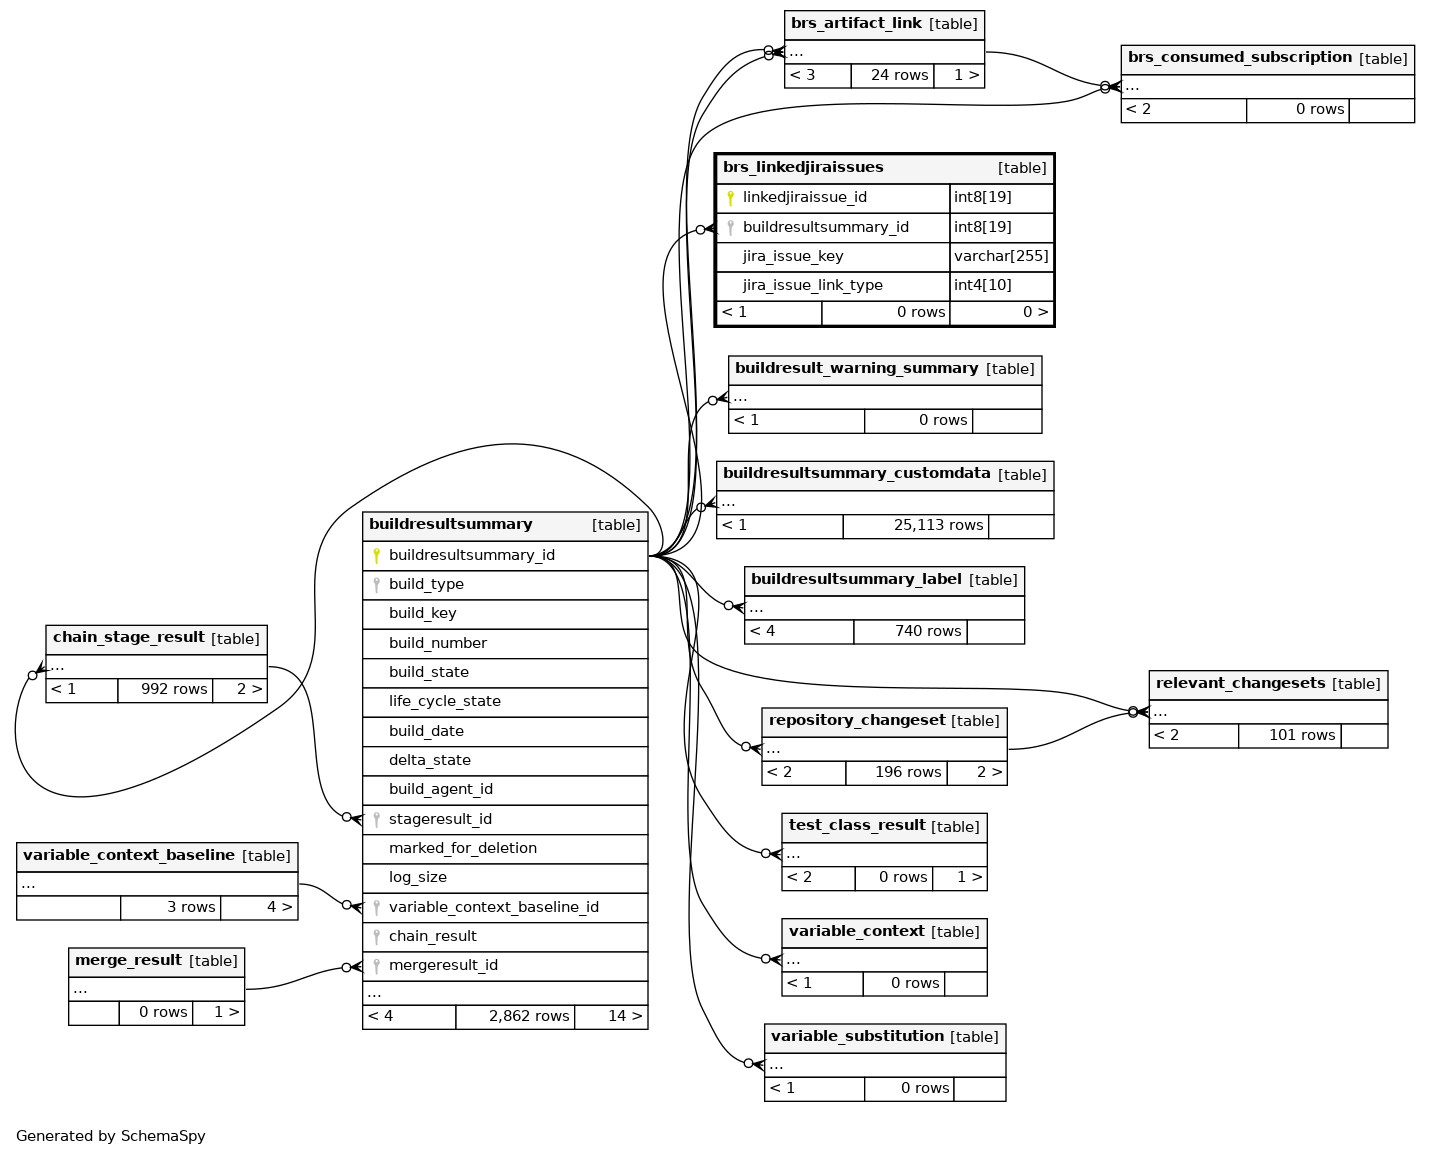 brs_artifact_link [table]
...
< 3 24 rows 1 >
brs_consumed_subscription [table]
...
< 2 0 rows
brs_linkedjiraissues [table]
linkedjiraissue_id int8[19]
buildresultsummary_id int8[19]
jira_issue_key varchar[255]
jira_issue_link_type int4[10]
< 1 0 rows 0 >
buildresult_warning_summary [table]
...
< 1 0 rows
buildresultsummary_customdata [table]
...
< 1 25,113 rows
buildresultsummary [table]
buildresultsummary_id
build_type
build_key
build_number
build_state
life_cycle_state
build_date
delta_state
build_agent_id
stageresult_id
marked_for_deletion
log_size
variable_context_baseline_id
chain_result
mergeresult_id
...
< 4 2,862 rows 14 >
buildresultsummary_label [table]
...
< 4 740 rows
chain_stage_result [table]
...
< 1 992 rows 2 >
relevant_changesets [table]
...
< 2 101 rows
repository_changeset [table]
...
< 2 196 rows 2 >
test_class_result [table]
...
< 2 0 rows 1 >
variable_context_baseline [table]
...
3 rows 4 >
variable_context [table]
...
< 1 0 rows
merge_result [table]
...
0 rows 1 >
variable_substitution [table]
...
< 1 0 rows
Generated by SchemaSpy